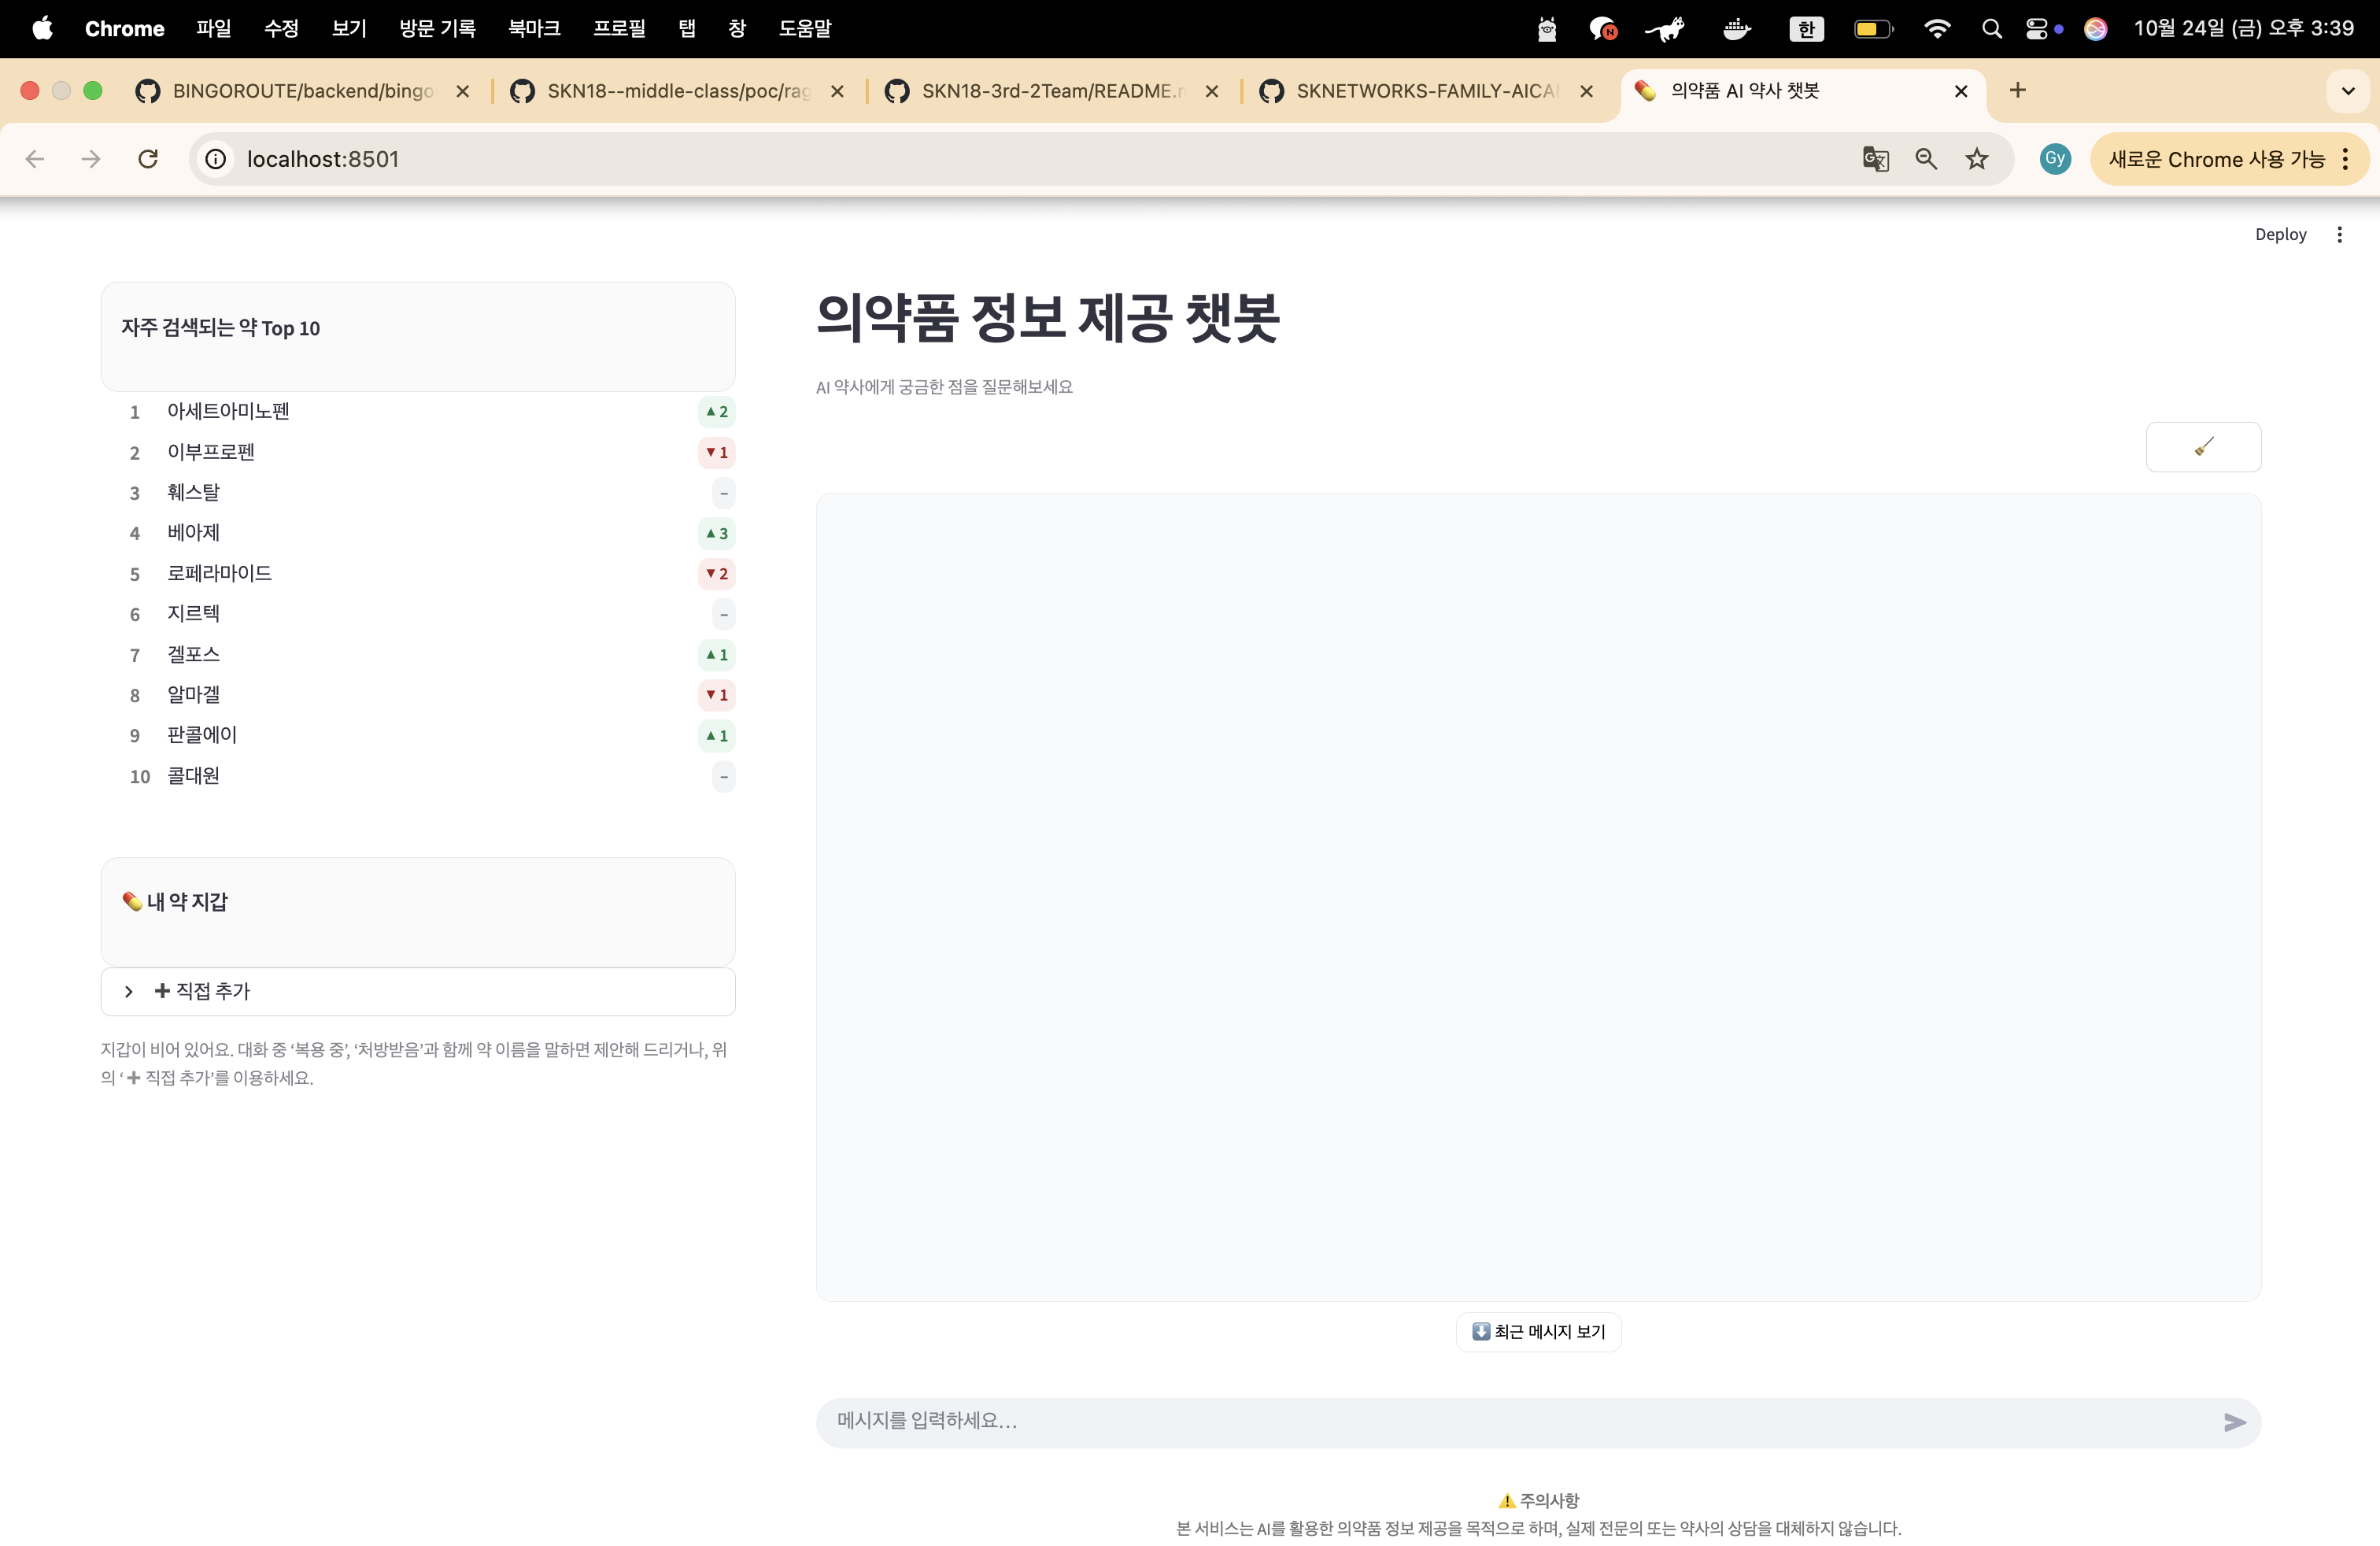 Chrome 파일 수정 보기 방문 기록 북마크 프로필 탭 창 도움말 한 10월 24일 (금) 오후 3:39
BINGOROUTE/backend/bingo SKN18--middle-class/poc/rag SKN18-3rd-2Team/README.m SKNETWORKS-FAMILY-AICA 의약품 AI 약사 챗봇
localhost:8501 Gy 새로운 Chrome 사용 가능
Deploy
자주 검색되는 약 Top 10
1 아세트아미노펜 ▲2
2 이부프로펜 ▼1
3 훼스탈 –
4 베아제 ▲3
5 로페라마이드 ▼2
6 지르텍 –
7 겔포스 ▲1
8 알마겔 ▼1
9 판콜에이 ▲1
10 콜대원 –
💊 내 약 지갑
➕ 직접 추가
지갑이 비어 있어요. 대화 중 ‘복용 중’, ‘처방받음’과 함께 약 이름을 말하면 제안해 드리거나, 위
의 ‘➕ 직접 추가’를 이용하세요.
의약품 정보 제공 챗봇
AI 약사에게 궁금한 점을 질문해보세요
⬇️ 최근 메시지 보기
메시지를 입력하세요...
⚠️ 주의사항
본 서비스는 AI를 활용한 의약품 정보 제공을 목적으로 하며, 실제 전문의 또는 약사의 상담을 대체하지 않습니다.